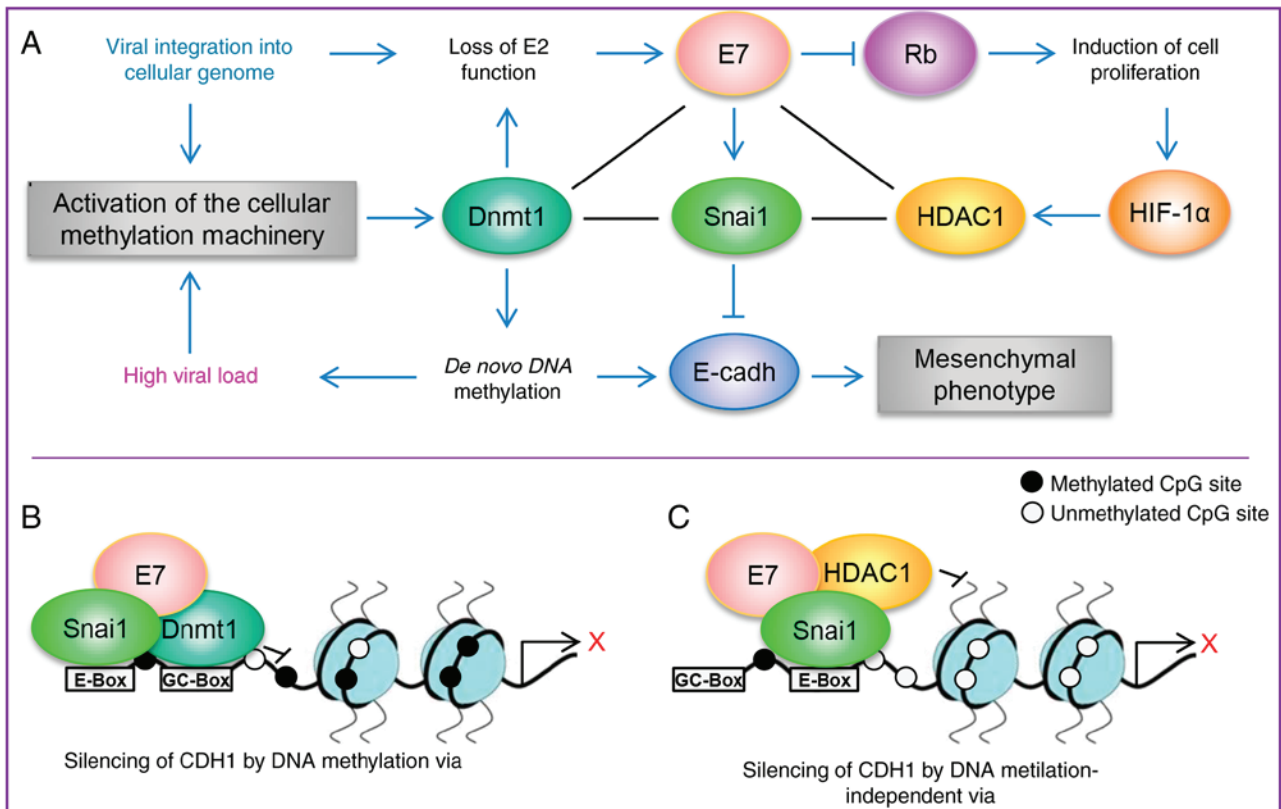 A
Viral integration into
cellular genome
Loss of E2
function
E7
Rb
Induction of cell
proliferation
Activation of the cellular
methylation machinery
Dnmt1
Snai1
HDAC1
HIF-1α
High viral load
De novo DNA
methylation
E-cadh
Mesenchymal
phenotype
Methylated CpG site
Unmethylated CpG site
B
E7
Snai1
Dnmt1
E-Box
GC-Box
X
Silencing of CDH1 by DNA methylation via
C
E7
HDAC1
Snai1
GC-Box
E-Box
X
Silencing of CDH1 by DNA metilation-
independent via